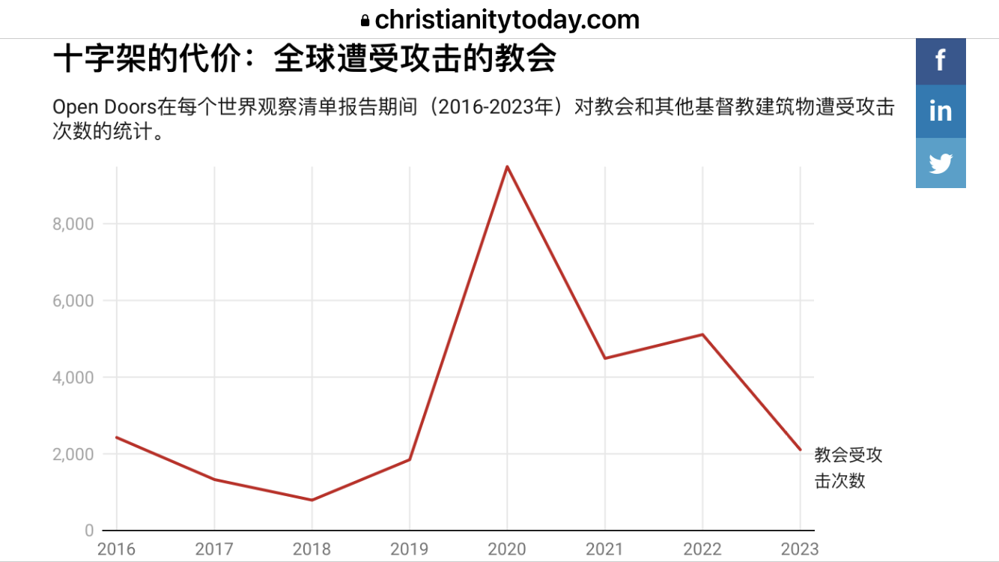 christianitytoday.com
十字架的代价：全球遭受攻击的教会
f
Open Doors在每个世界观察清单报告期间（2016-2023年）对教会和其他基督教建筑物遭受攻击
次数的统计。
in
8,000
6,000
4,000
2,000
0
教会受攻
击次数
2016 2017 2018 2019 2020 2021 2022 2023